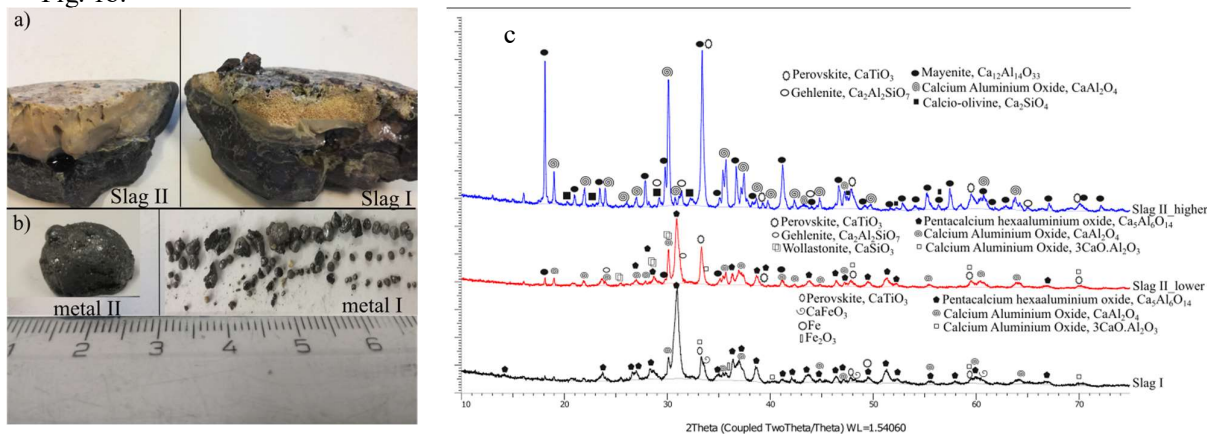 Fig. 18.
a)
Slag II
Slag I
b)
metal II
metal I
1 2 3 4 5 6
c
Perovskite, CaTiO₃
Gehlenite, Ca₂Al₂SiO₇
Mayenite, Ca₁₂Al₁₄O₃₃
Calcium Aluminium Oxide, CaAl₂O₄
Calcio-olivine, Ca₂SiO₄
Slag II_higher
Perovskite, CaTiO₃
Gehlenite, Ca₂Al₂SiO₇
Wollastonite, CaSiO₃
Pentacalcium hexaaluminium oxide, Ca₅Al₆O₁₄
Calcium Aluminium Oxide, CaAl₂O₄
Calcium Aluminium Oxide, 3CaO.Al₂O₃
Slag II_lower
Perovskite, CaTiO₃
CaFeO₃
Fe
Fe₂O₃
Pentacalcium hexaaluminium oxide, Ca₅Al₆O₁₄
Calcium Aluminium Oxide, CaAl₂O₄
Calcium Aluminium Oxide, 3CaO.Al₂O₃
Slag I
10 20 30 40 50 60 70
2Theta (Coupled TwoTheta/Theta) WL=1.54060